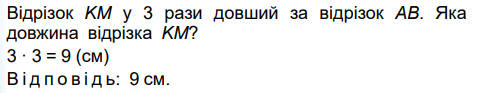 Відрізок KM у 3 рази довший за відрізок AB. Яка
довжина відрізка KM?
3 · 3 = 9 (см)
Відповідь: 9 см.